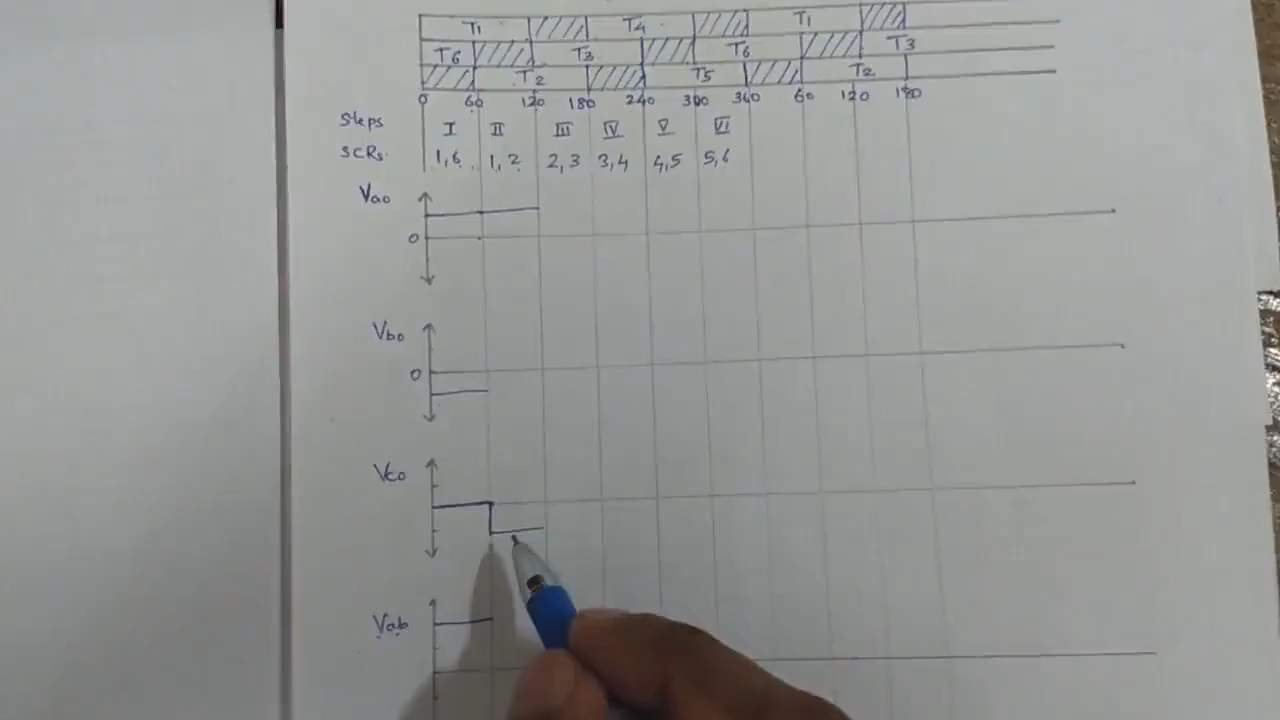 T1 T4 T1
T6 T3 T6 T3
T2 T5 T2
0 60 120 180 240 300 360 60 120 180
Steps I II III IV V VI
SCRs 1,6 1,2 2,3 3,4 4,5 5,6
Vao
0
Vbo
0
Vco
Vab